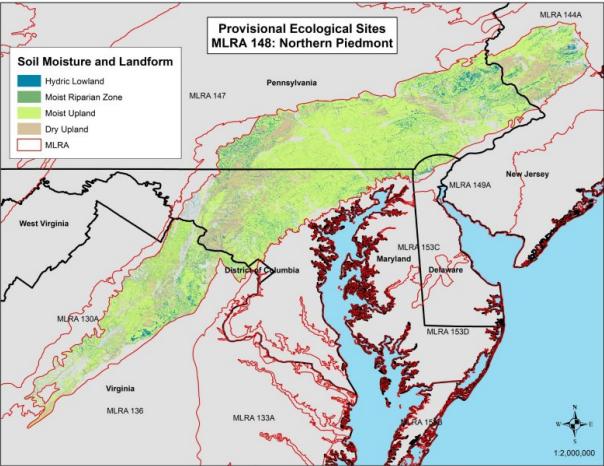 Provisional Ecological Sites
MLRA 148: Northern Piedmont
MLRA 144A
Soil Moisture and Landform
Hydric Lowland
Moist Riparian Zone
Moist Upland
Dry Upland
MLRA
Pennsylvania
MLRA 147
New Jersey
MLRA 149A
West Virginia
MLRA 153C
Maryland
Delaware
District of Columbia
MLRA 130A
MLRA 153D
Virginia
MLRA 136
MLRA 133A
N
W
E
S
1:2,000,000